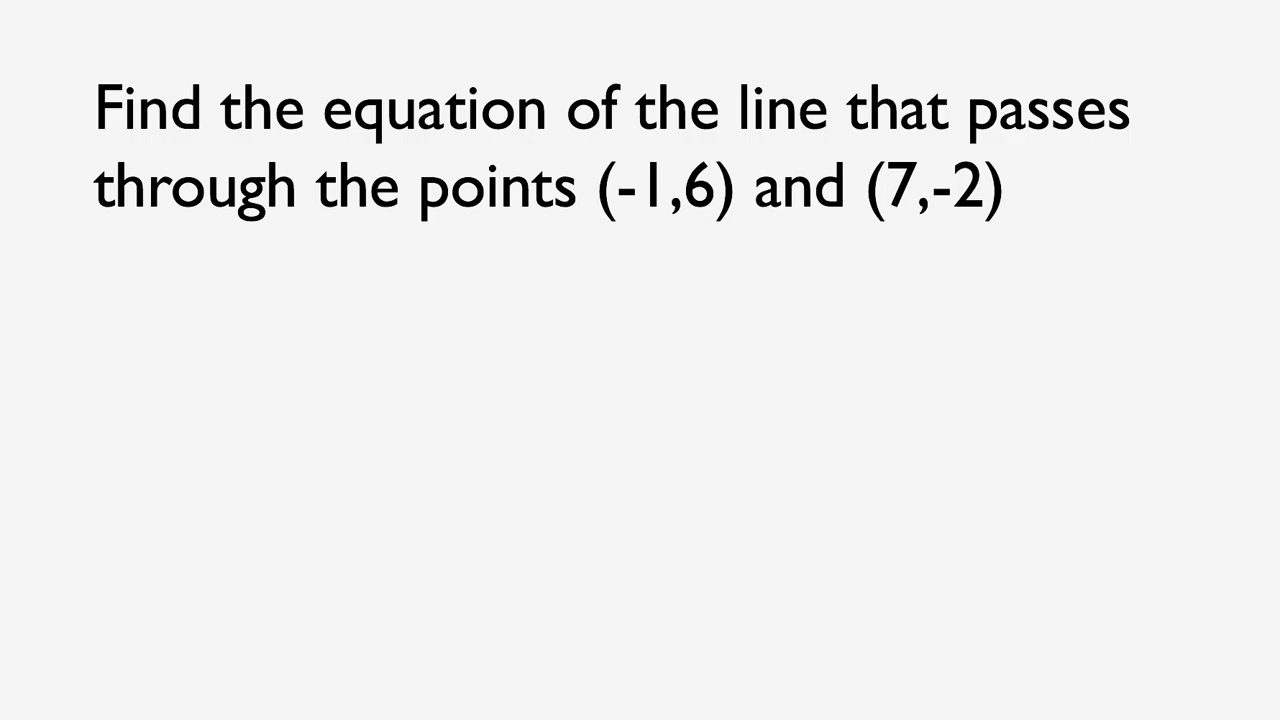 Find the equation of the line that passes
through the points (-1,6) and (7,-2)